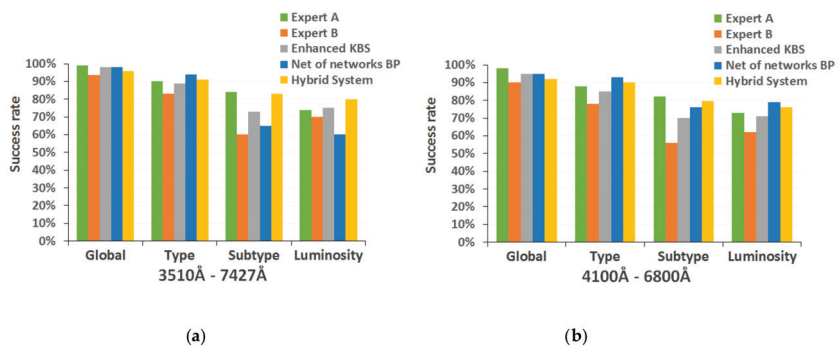 Expert A
Expert B
Enhanced KBS
Net of networks BP
Hybrid System
100%
90%
80%
70%
60%
50%
40%
30%
20%
10%
0%
Success rate
Global Type Subtype Luminosity
3510Å - 7427Å
(a)
Expert A
Expert B
Enhanced KBS
Net of networks BP
Hybrid System
100%
90%
80%
70%
60%
50%
40%
30%
20%
10%
0%
Success rate
Global Type Subtype Luminosity
4100Å - 6800Å
(b)